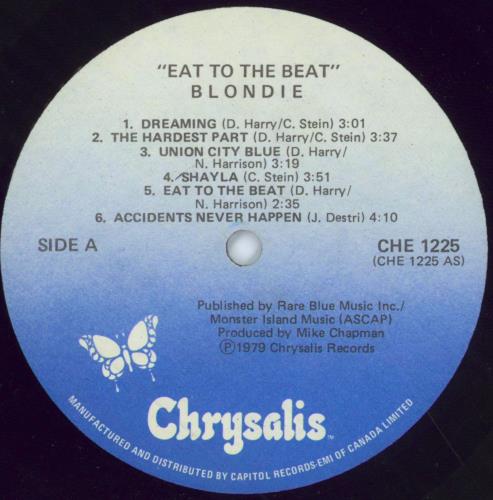 "EAT TO THE BEAT"
BLONDIE
1. DREAMING (D. Harry/C. Stein) 3:01
2. THE HARDEST PART (D. Harry/C. Stein) 3:37
3. UNION CITY BLUE (D. Harry/
N. Harrison) 3:19
4. SHAYLA (C. Stein) 3:51
5. EAT TO THE BEAT (D. Harry/
N. Harrison) 2:35
6. ACCIDENTS NEVER HAPPEN (J. Destri) 4:10
SIDE A
CHE 1225
(CHE 1225 AS)
Published by Rare Blue Music Inc./
Monster Island Music (ASCAP)
Produced by Mike Chapman
℗1979 Chrysalis Records
Chrysalis™
MANUFACTURED AND DISTRIBUTED BY CAPITOL RECORDS-EMI OF CANADA LIMITED